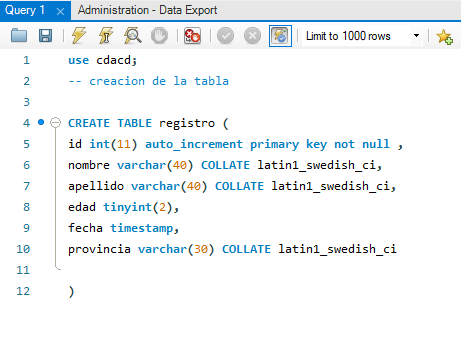 Query 1 Administration - Data Export
Limit to 1000 rows
1 use cdacd;
2 -- creacion de la tabla
3
4 CREATE TABLE registro (
5 id int(11) auto_increment primary key not null ,
6 nombre varchar(40) COLLATE latin1_swedish_ci,
7 apellido varchar(40) COLLATE latin1_swedish_ci,
8 edad tinyint(2),
9 fecha timestamp,
10 provincia varchar(30) COLLATE latin1_swedish_ci
11
12 )